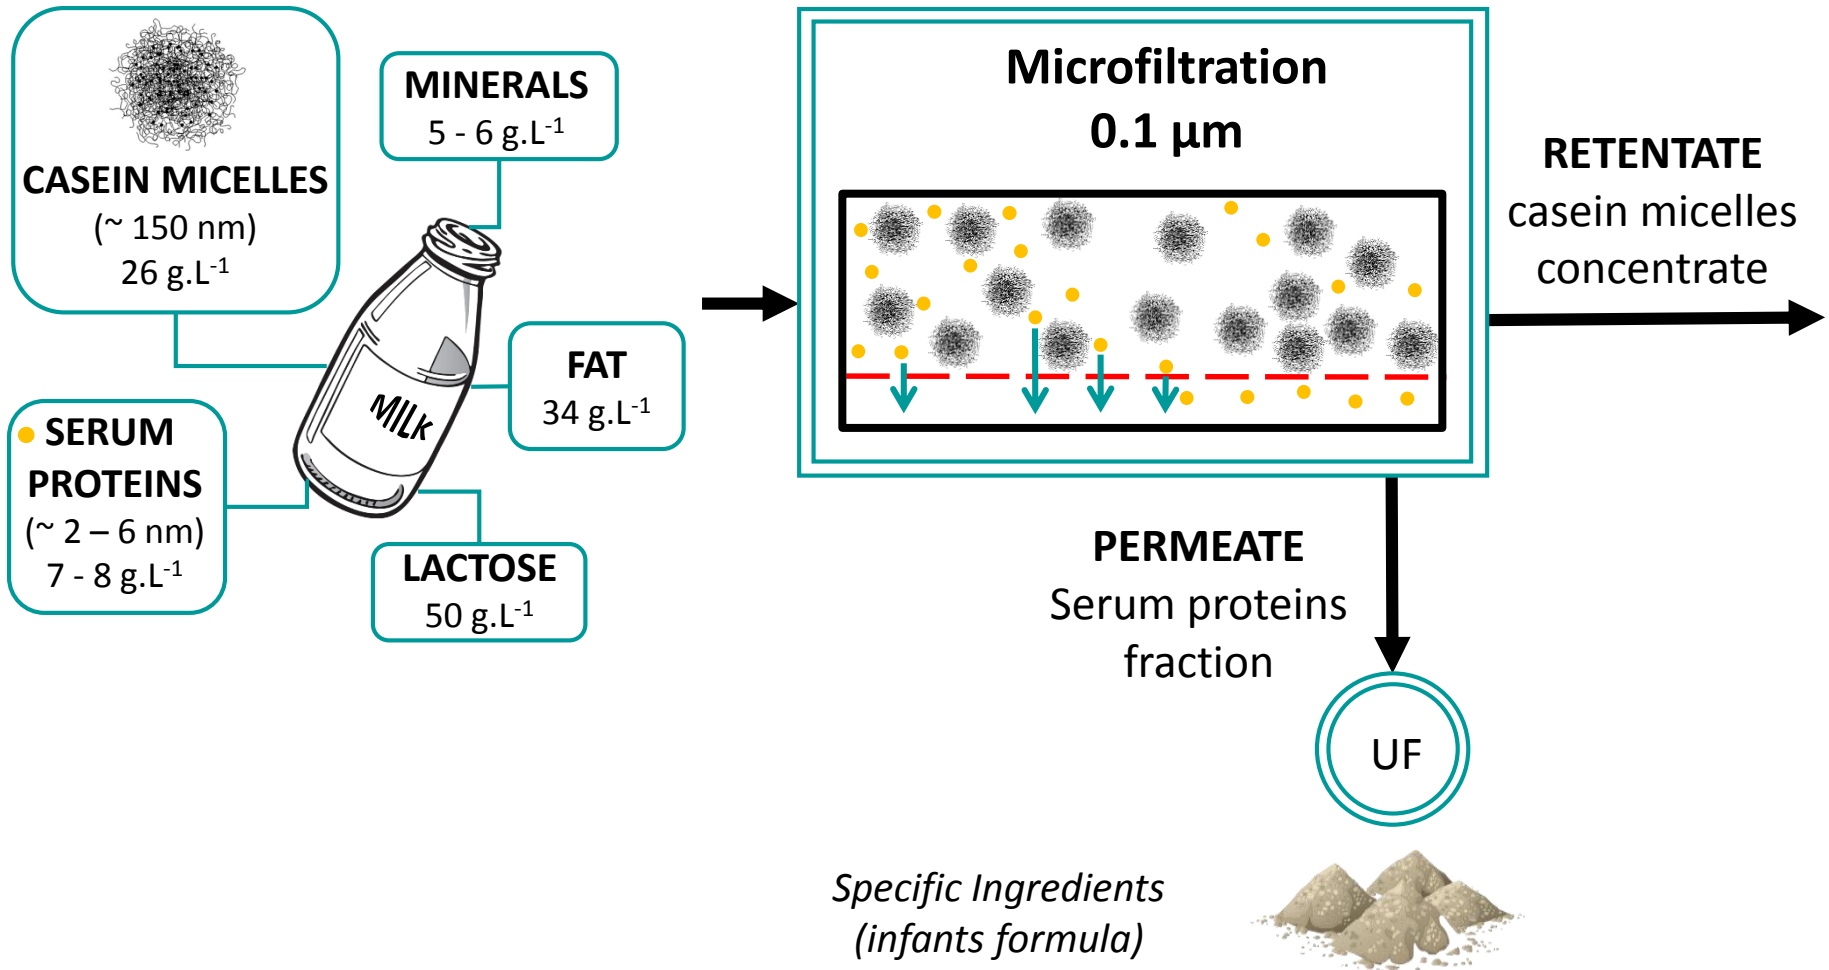 CASEIN MICELLES
(~ 150 nm)
26 g.L-1
MINERALS
5 - 6 g.L-1
MILK
FAT
34 g.L-1
SERUM
PROTEINS
(~ 2 – 6 nm)
7 - 8 g.L-1
LACTOSE
50 g.L-1
Microfiltration
0.1 µm
RETENTATE
casein micelles
concentrate
PERMEATE
Serum proteins
fraction
UF
Specific Ingredients
(infants formula)